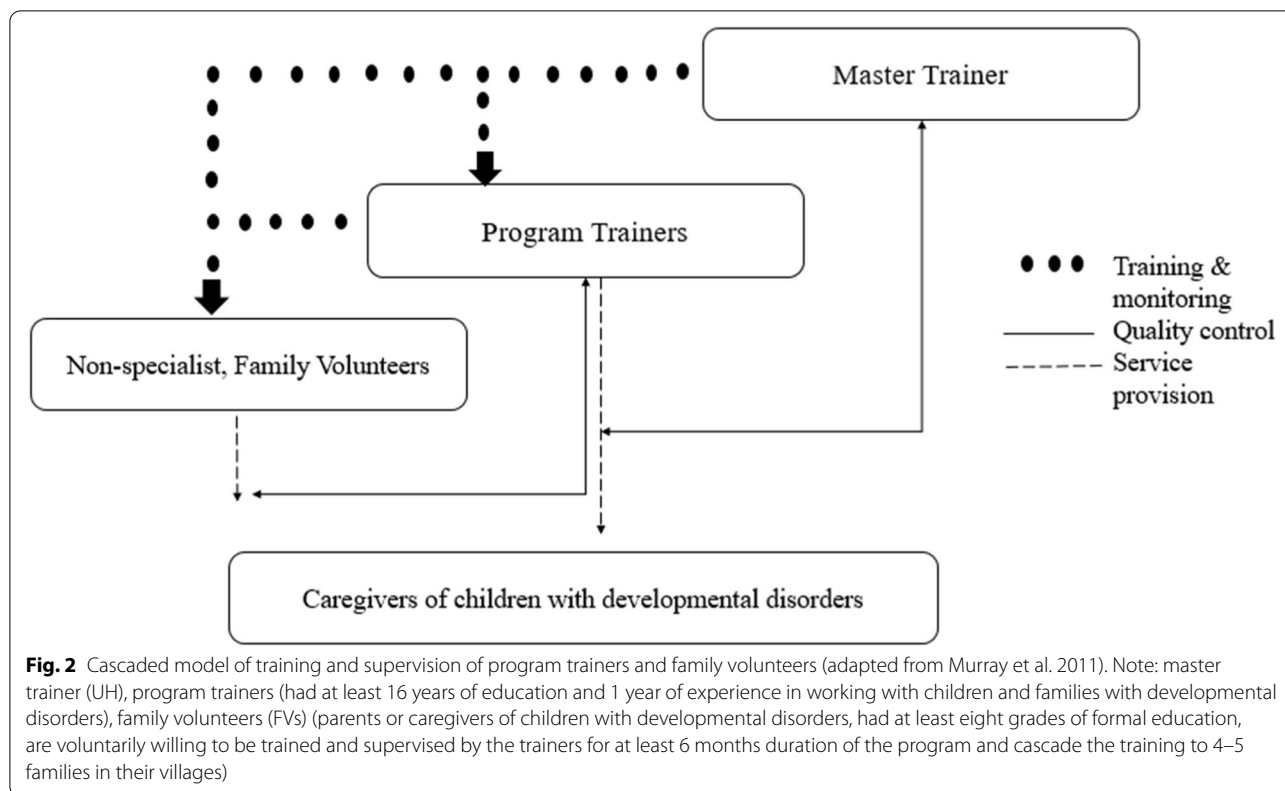 Master Trainer
Program Trainers
Non-specialist, Family Volunteers
Training &
monitoring
Quality control
Service
provision
Caregivers of children with developmental disorders
Fig. 2 Cascaded model of training and supervision of program trainers and family volunteers (adapted from Murray et al. 2011). Note: master
trainer (UH), program trainers (had at least 16 years of education and 1 year of experience in working with children and families with developmental
disorders), family volunteers (FVs) (parents or caregivers of children with developmental disorders, had at least eight grades of formal education,
are voluntarily willing to be trained and supervised by the trainers for at least 6 months duration of the program and cascade the training to 4–5
families in their villages)